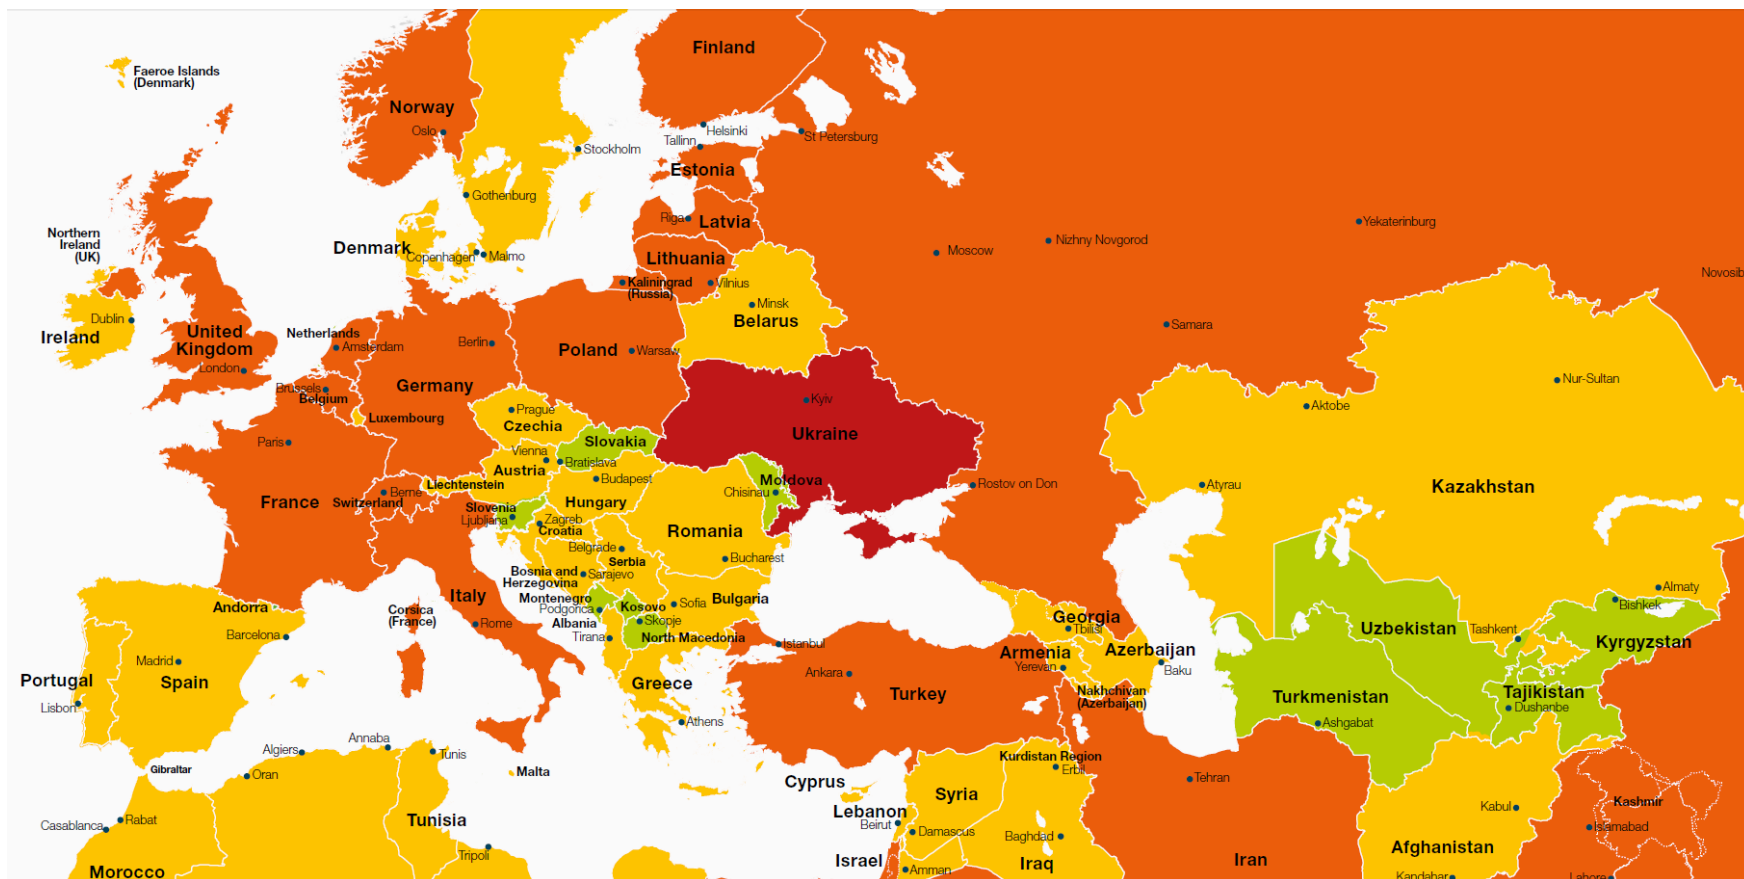 Finland
Faeroe Islands
(Denmark)
Norway
Oslo
Helsinki
Tallinn
St Petersburg
Stockholm
Estonia
Gothenburg
Riga
Latvia
Yekaterinburg
Northern
Ireland
(UK)
Denmark
Copenhagen
Malmo
Moscow
Nizhny Novgorod
Lithuania
Kaliningrad
(Russia)
Vilnius
Novosib
Minsk
Belarus
Dublin
Ireland
United
Kingdom
London
Netherlands
Amsterdam
Berlin
Poland
Warsaw
Samara
Brussels
Belgium
Germany
Nur-Sultan
Kyiv
Aktobe
Luxembourg
Prague
Czechia
Ukraine
Paris
Slovakia
Vienna
Bratislava
Austria
Liechtenstein
Budapest
Hungary
Moldova
Chisinau
Rostov on Don
Atyrau
Kazakhstan
France
Berne
Switzerland
Slovenia
Ljubliana
Zagreb
Croatia
Romania
Belgrade
Serbia
Bucharest
Bosnia and
Herzegovina
Sarajevo
Montenegro
Podgorica
Kosovo
Skopje
Sofia
Bulgaria
Almaty
Bishkek
Andorra
Barcelona
Corsica
(France)
Italy
Rome
Albania
Tirana
North Macedonia
Istanbul
Georgia
Tbilisi
Uzbekistan
Tashkent
Kyrgyzstan
Armenia
Yerevan
Azerbaijan
Baku
Madrid
Spain
Portugal
Lisbon
Greece
Athens
Ankara
Turkey
Nakhchivan
(Azerbaijan)
Turkmenistan
Ashgabat
Tajikistan
Dushanbe
Algiers
Annaba
Tunis
Gibraltar
Oran
Malta
Cyprus
Kurdistan Region
Erbil
Tehran
Syria
Lebanon
Beirut
Damascus
Kabul
Kashmir
Islamabad
Casablanca
Rabat
Tunisia
Tripoli
Baghdad
Israel
Amman
Iraq
Iran
Afghanistan
Morocco
Kandahar
Lahore